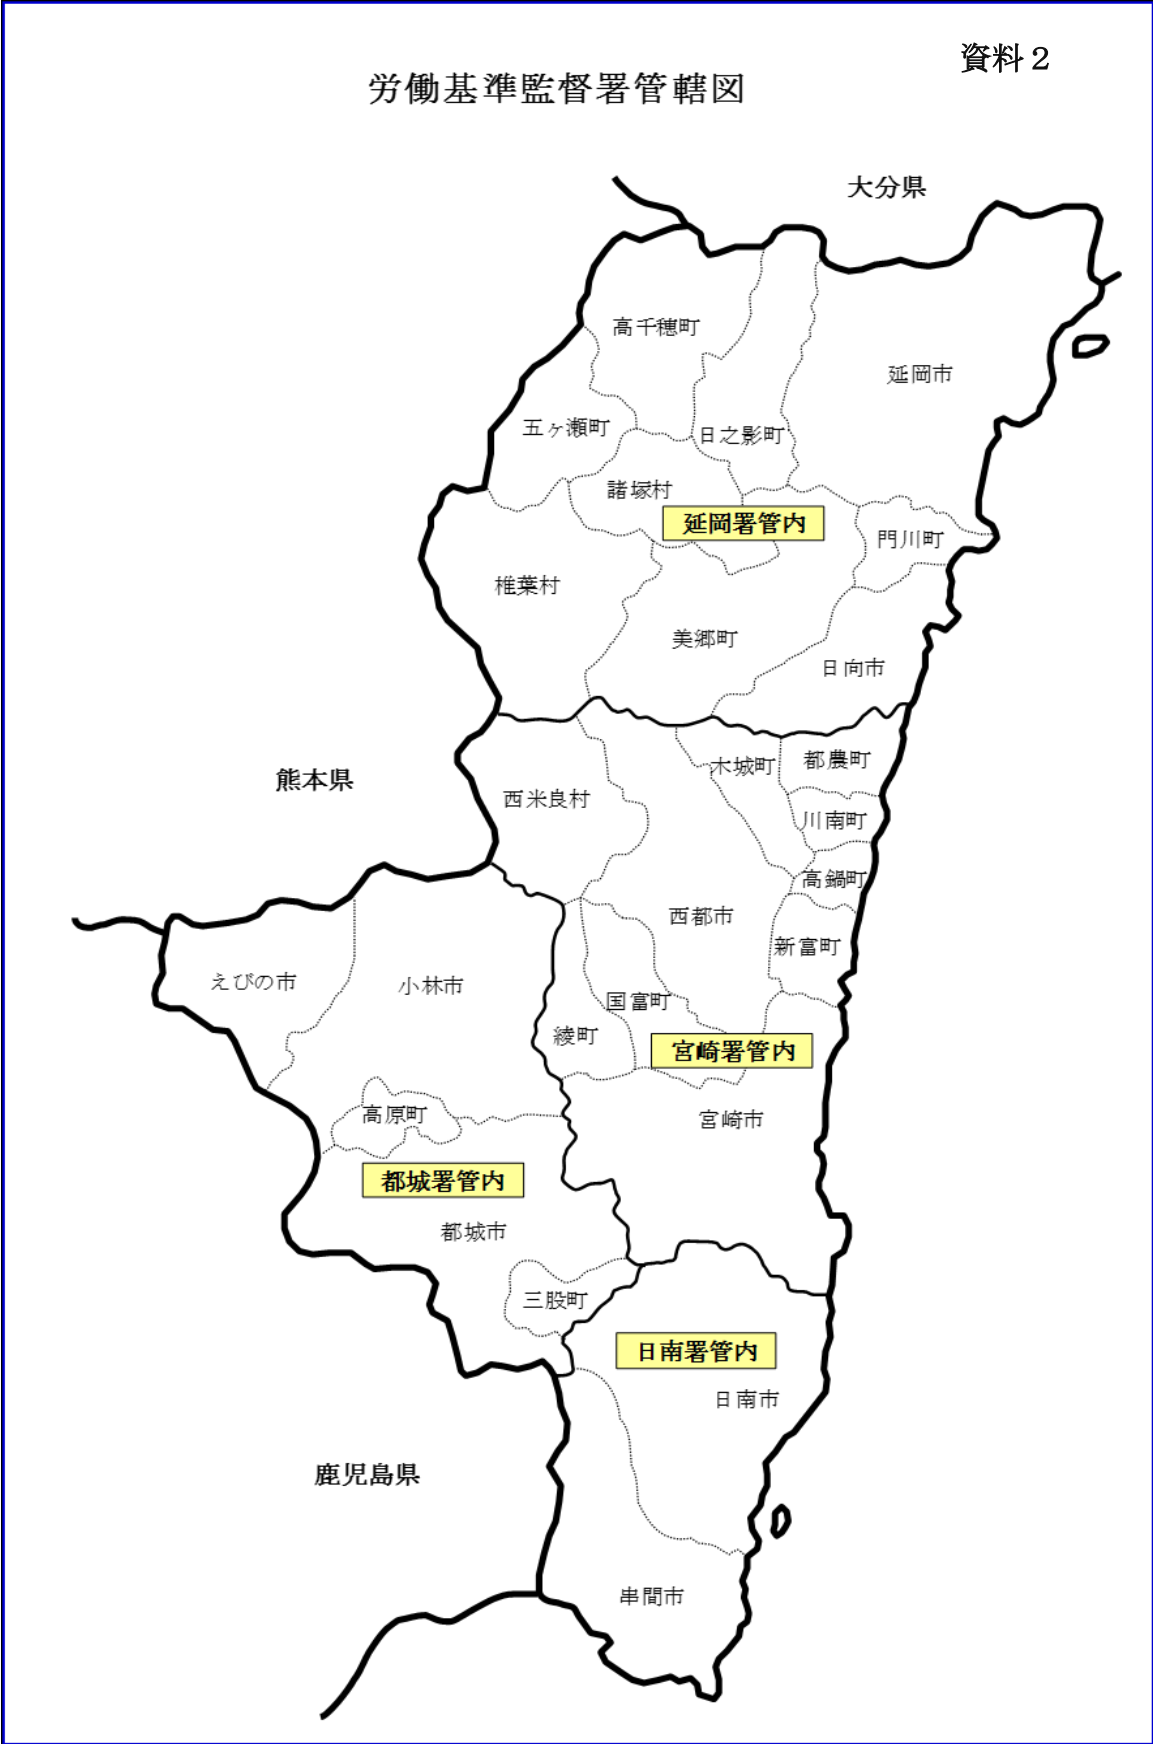 資料２
労働基準監督署管轄図
大分県
高千穂町
延岡市
五ヶ瀬町
日之影町
諸塚村
延岡署管内
門川町
椎葉村
美郷町
日向市
熊本県
西米良村
木城町
都農町
川南町
高鍋町
西都市
新富町
えびの市
小林市
国富町
綾町
宮崎署管内
高原町
宮崎市
都城署管内
都城市
三股町
日南署管内
日南市
鹿児島県
串間市